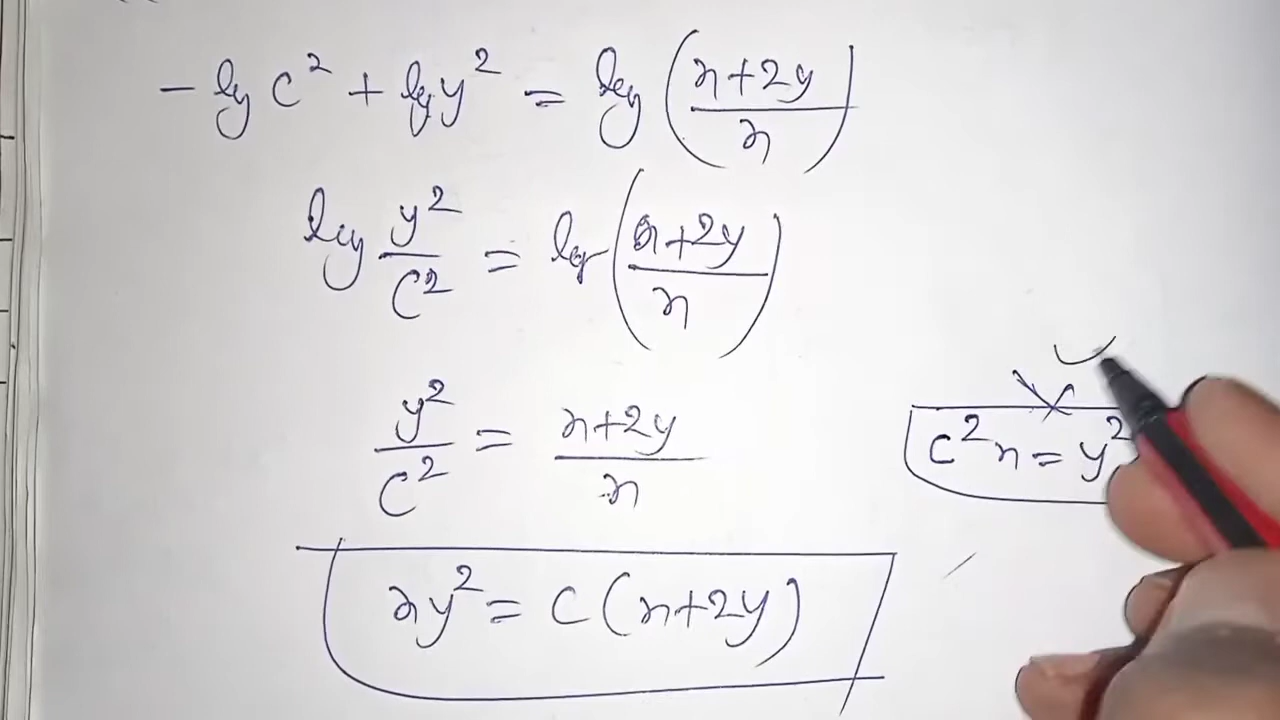 - log c² + log y² = log ((x+2y)/x)
log y²/c² = log ((x+2y)/x)
y²/c² = (x+2y)/x
c²x = y²
xy² = c(x+2y)